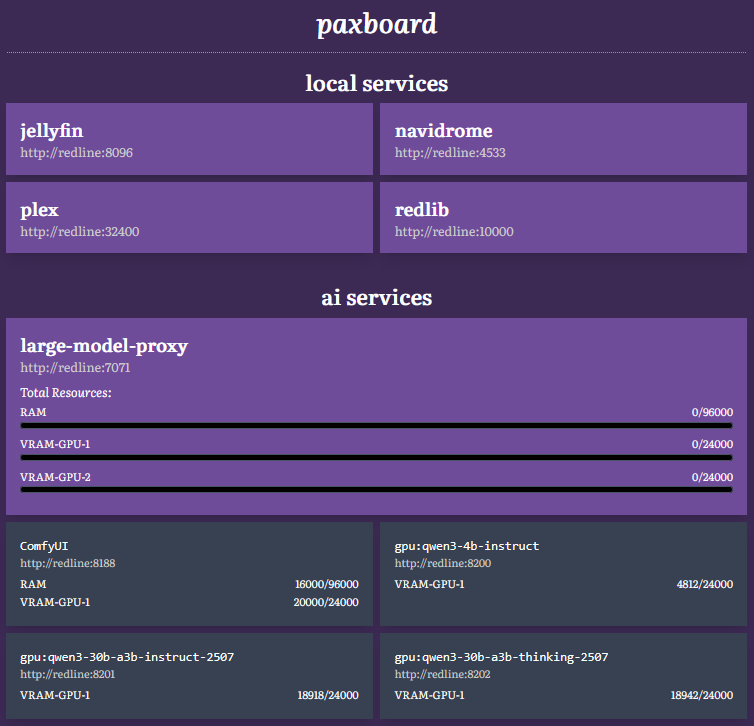 paxboard
local services
jellyfin
http://redline:8096
navidrome
http://redline:4533
plex
http://redline:32400
redlib
http://redline:10000
ai services
large-model-proxy
http://redline:7071
Total Resources:
RAM 0/96000
VRAM-GPU-1 0/24000
VRAM-GPU-2 0/24000
ComfyUI
http://redline:8188
RAM 16000/96000
VRAM-GPU-1 20000/24000
gpu:qwen3-4b-instruct
http://redline:8200
VRAM-GPU-1 4812/24000
gpu:qwen3-30b-a3b-instruct-2507
http://redline:8201
VRAM-GPU-1 18918/24000
gpu:qwen3-30b-a3b-thinking-2507
http://redline:8202
VRAM-GPU-1 18942/24000